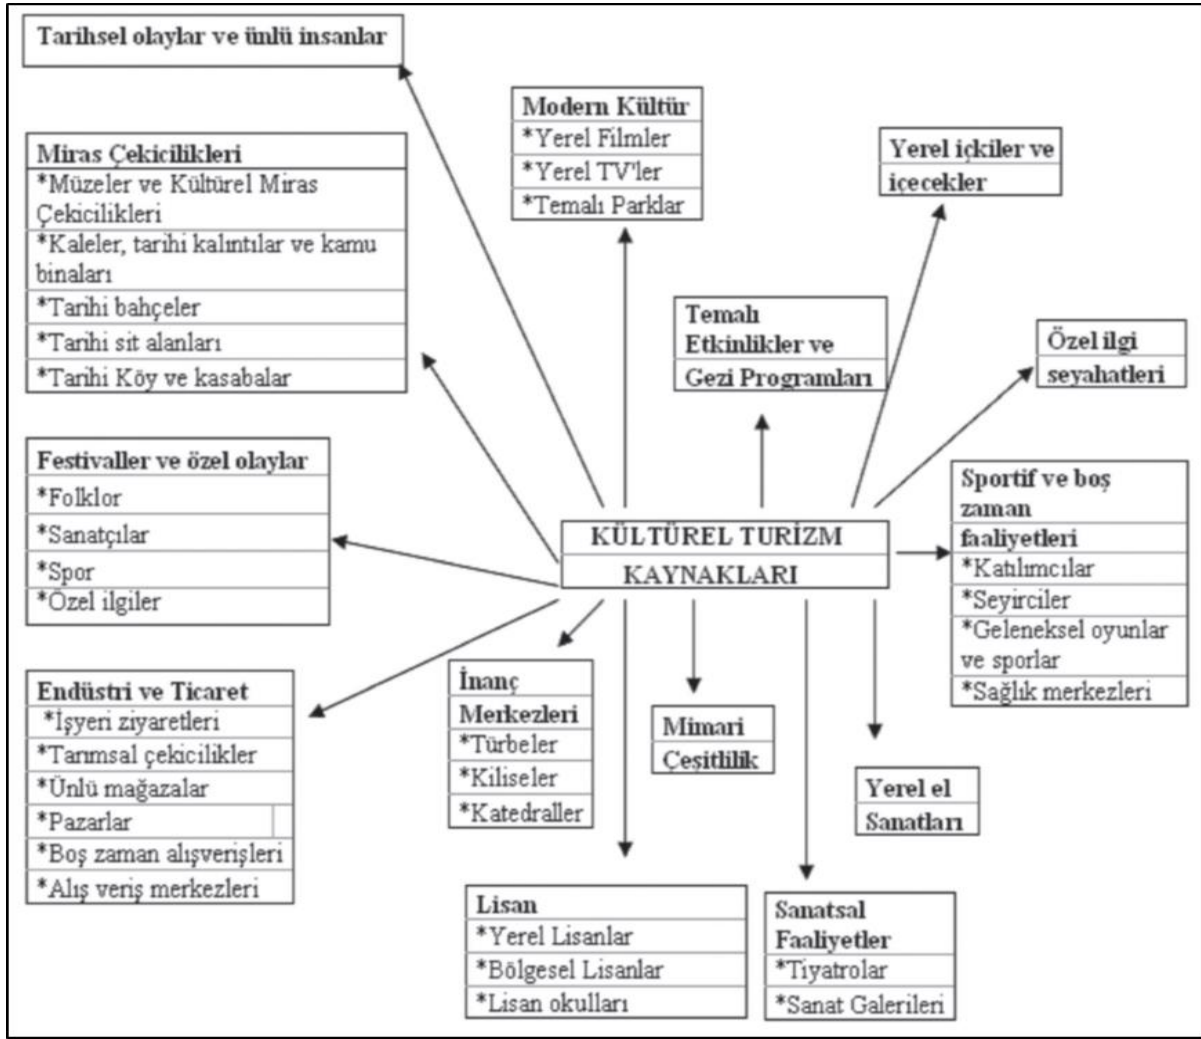 Tarihsel olaylar ve ünlü insanlar
Modern Kültür
*Yerel Filmler
*Yerel TV'ler
*Temalı Parklar
Yerel içkiler ve
içecekler
Miras Çekicilikleri
*Müzeler ve Kültürel Miras
Çekicilikleri
*Kaleler, tarihi kalıntılar ve kamu
binaları
*Tarihi bahçeler
*Tarihi sit alanları
*Tarihi Köy ve kasabalar
Temalı
Etkinlikler ve
Gezi Programları
Özel ilgi
seyahatleri
Festivaller ve özel olaylar
*Folklor
*Sanatçılar
*Spor
*Özel ilgiler
KÜLTÜREL TURİZM
KAYNAKLARI
Sportif ve boş
zaman
faaliyetleri
*Katılımcılar
*Seyirciler
*Geleneksel oyunlar
ve sporlar
*Sağlık merkezleri
Endüstri ve Ticaret
*İşyeri ziyaretleri
*Tarımsal çekicilikler
*Ünlü mağazalar
*Pazarlar
*Boş zaman alışverişleri
*Alış veriş merkezleri
İnanç
Merkezleri
*Türbeler
*Kiliseler
*Katedraller
Mimari
Çeşitlilik
Yerel el
Sanatları
Lisan
*Yerel Lisanlar
*Bölgesel Lisanlar
*Lisan okulları
Sanatsal
Faaliyetler
*Tiyatrolar
*Sanat Galerileri